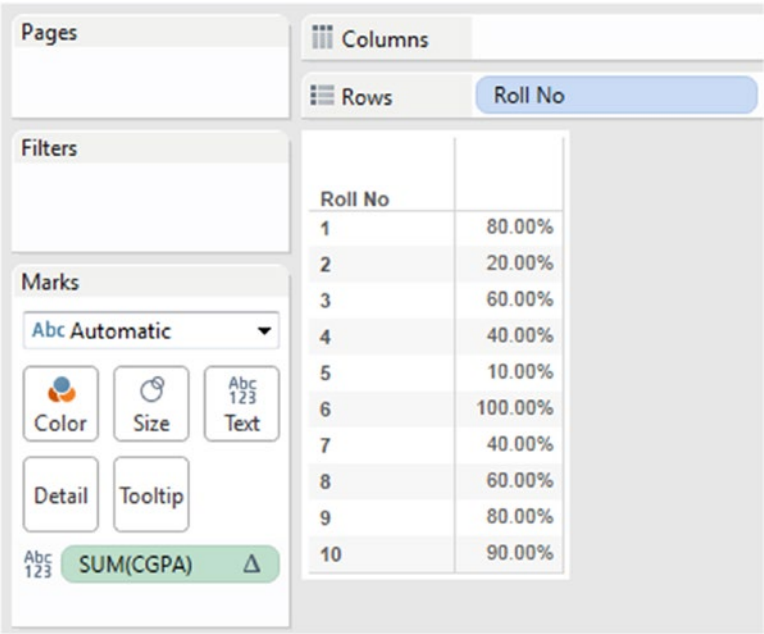 Pages
Columns
Rows
Roll No
Filters
Marks
Abc Automatic
Color
Size
Abc
123
Text
Detail
Tooltip
Abc
123
SUM(CGPA) Δ
Roll No
1 80.00%
2 20.00%
3 60.00%
4 40.00%
5 10.00%
6 100.00%
7 40.00%
8 60.00%
9 80.00%
10 90.00%